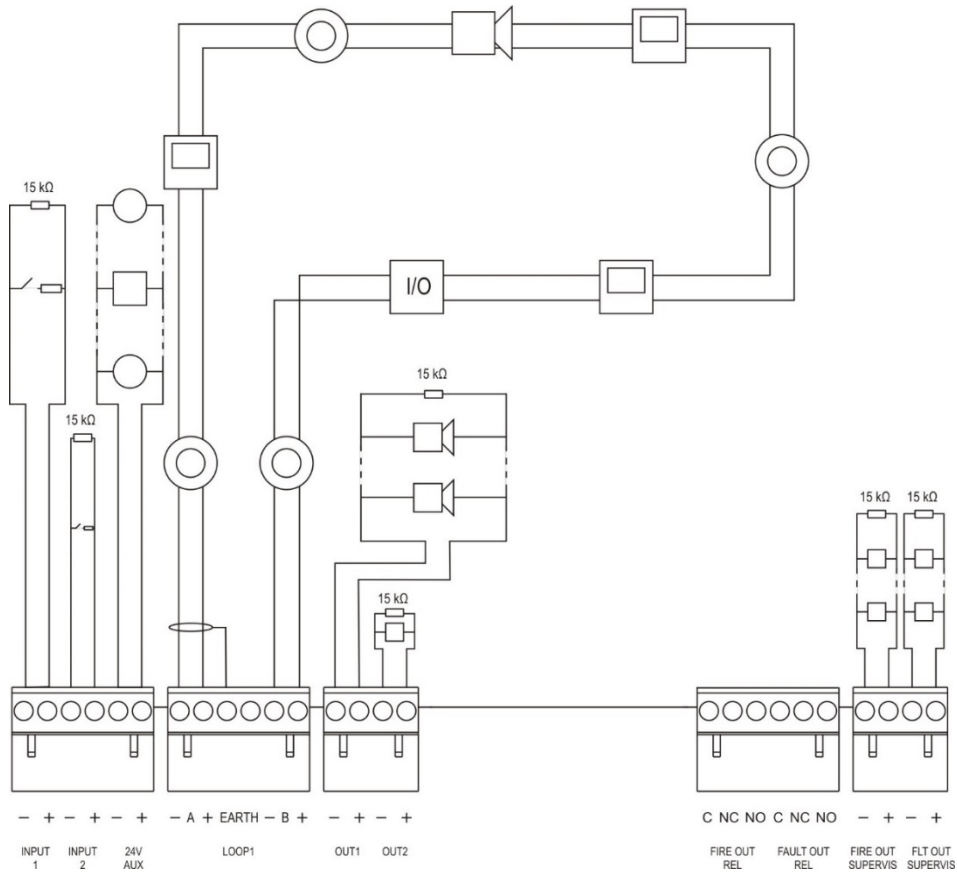 15 kΩ
I/O
15 kΩ
15 kΩ
15 kΩ
15 kΩ 15 kΩ
15 kΩ
− + − + − + − A + EARTH − B + − + − + C NC NO C NC NO − + − +
INPUT 1 INPUT 2 24V AUX LOOP1 OUT1 OUT2 FIRE OUT REL FAULT OUT REL FIRE OUT SUPERVIS FLT OUT SUPERVIS